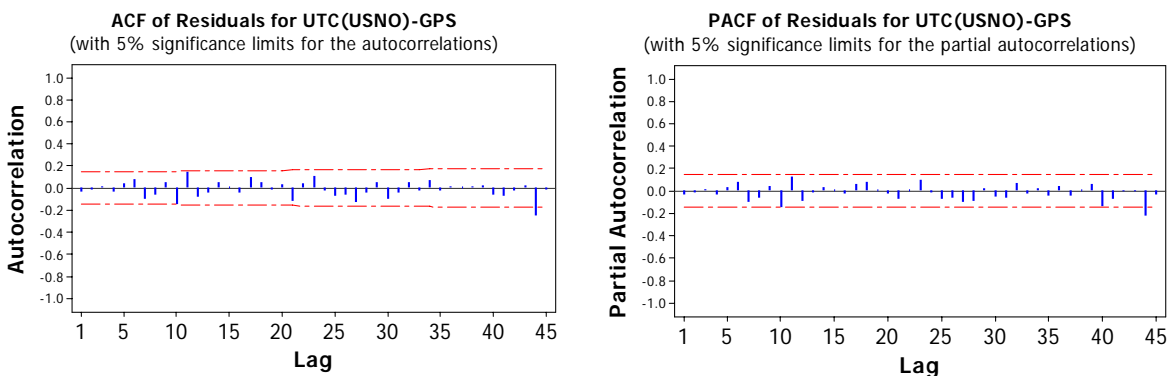 ACF of Residuals for UTC(USNO)-GPS
(with 5% significance limits for the autocorrelations)
Autocorrelation
1.0
0.8
0.6
0.4
0.2
0.0
-0.2
-0.4
-0.6
-0.8
-1.0
1 5 10 15 20 25 30 35 40 45
Lag
PACF of Residuals for UTC(USNO)-GPS
(with 5% significance limits for the partial autocorrelations)
Partial Autocorrelation
1.0
0.8
0.6
0.4
0.2
0.0
-0.2
-0.4
-0.6
-0.8
-1.0
1 5 10 15 20 25 30 35 40 45
Lag